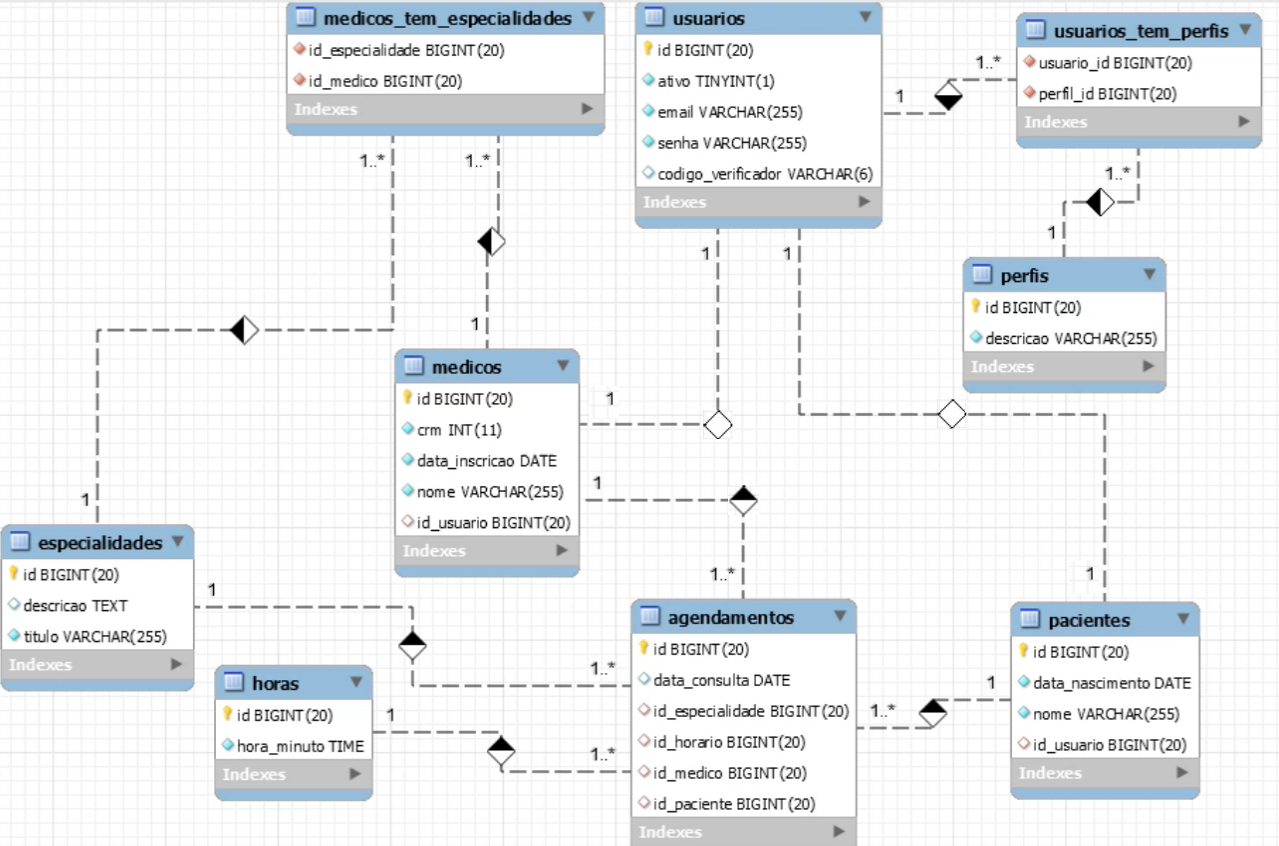 medicos_tem_especialidades
id_especialidade BIGINT(20)
id_medico BIGINT(20)
Indexes
usuarios
id BIGINT(20)
ativo TINYINT(1)
email VARCHAR(255)
senha VARCHAR(255)
codigo_verificador VARCHAR(6)
Indexes
usuarios_tem_perfis
usuario_id BIGINT(20)
perfil_id BIGINT(20)
Indexes
1
1..*
1..*
1
1..*
1..*
1
1
1
perfis
id BIGINT(20)
descricao VARCHAR(255)
Indexes
medicos
id BIGINT(20)
crm INT(11)
data_inscricao DATE
nome VARCHAR(255)
id_usuario BIGINT(20)
Indexes
1
1
1..*
1
1
especialidades
id BIGINT(20)
descricao TEXT
titulo VARCHAR(255)
Indexes
1
1..*
horas
id BIGINT(20)
hora_minuto TIME
Indexes
1
1..*
agendamentos
id BIGINT(20)
data_consulta DATE
id_especialidade BIGINT(20)
id_horario BIGINT(20)
id_medico BIGINT(20)
id_paciente BIGINT(20)
Indexes
1..*
1
pacientes
id BIGINT(20)
data_nascimento DATE
nome VARCHAR(255)
id_usuario BIGINT(20)
Indexes